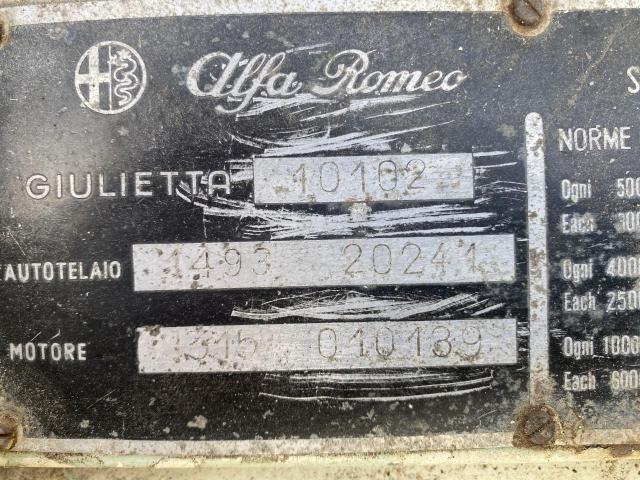 Alfa Romeo
GIULIETTA 10102
AUTOTELAIO 1493 20241
MOTORE 1315 010189
S
NORME
Ogni 500
Each 300
Ogni 4000
Each 2500
Ogni 1000
Each 600